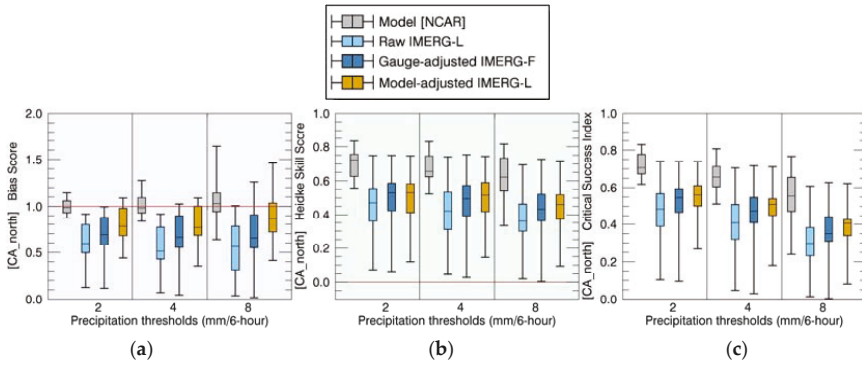 Model [NCAR]
Raw IMERG-L
Gauge-adjusted IMERG-F
Model-adjusted IMERG-L
[CA_north] Bias Score
2.0
1.5
1.0
0.5
0.0
2 4 8
Precipitation thresholds (mm/6-hour)
(a)
[CA_north] Heidke Skill Score
1.0
0.8
0.6
0.4
0.2
0.0
2 4 8
Precipitation thresholds (mm/6-hour)
(b)
[CA_north] Critical Success Index
1.0
0.8
0.6
0.4
0.2
0.0
2 4 8
Precipitation thresholds (mm/6-hour)
(c)